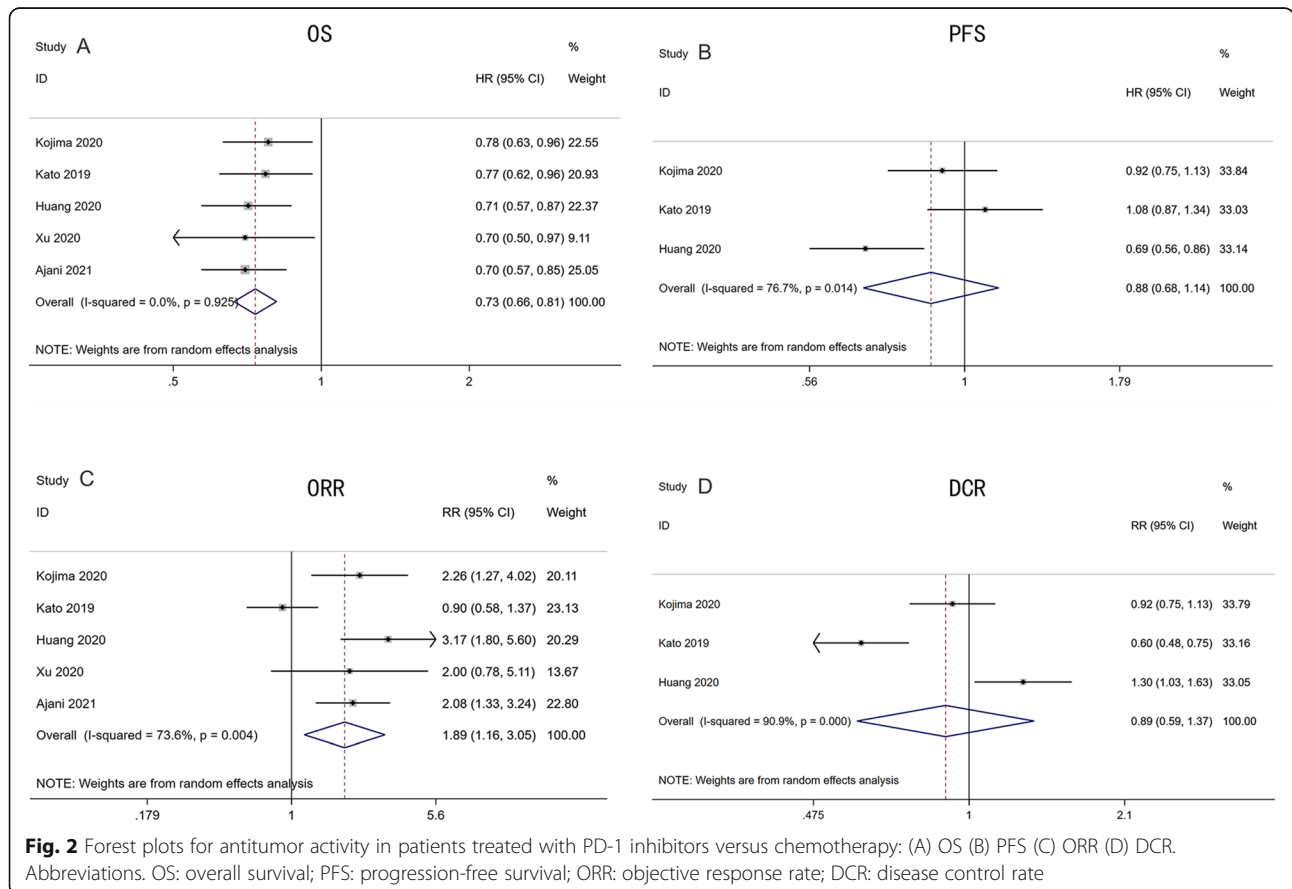 Study A OS %
ID HR (95% CI) Weight
Kojima 2020 0.78 (0.63, 0.96) 22.55
Kato 2019 0.77 (0.62, 0.96) 20.93
Huang 2020 0.71 (0.57, 0.87) 22.37
Xu 2020 0.70 (0.50, 0.97) 9.11
Ajani 2021 0.70 (0.57, 0.85) 25.05
Overall (I-squared = 0.0%, p = 0.925) 0.73 (0.66, 0.81) 100.00
NOTE: Weights are from random effects analysis
.5 1 2
Study B PFS %
ID HR (95% CI) Weight
Kojima 2020 0.92 (0.75, 1.13) 33.84
Kato 2019 1.08 (0.87, 1.34) 33.03
Huang 2020 0.69 (0.56, 0.86) 33.14
Overall (I-squared = 76.7%, p = 0.014) 0.88 (0.68, 1.14) 100.00
NOTE: Weights are from random effects analysis
.56 1 1.79
Study C ORR %
ID RR (95% CI) Weight
Kojima 2020 2.26 (1.27, 4.02) 20.11
Kato 2019 0.90 (0.58, 1.37) 23.13
Huang 2020 3.17 (1.80, 5.60) 20.29
Xu 2020 2.00 (0.78, 5.11) 13.67
Ajani 2021 2.08 (1.33, 3.24) 22.80
Overall (I-squared = 73.6%, p = 0.004) 1.89 (1.16, 3.05) 100.00
NOTE: Weights are from random effects analysis
.179 1 5.6
Study D DCR %
ID RR (95% CI) Weight
Kojima 2020 0.92 (0.75, 1.13) 33.79
Kato 2019 0.60 (0.48, 0.75) 33.16
Huang 2020 1.30 (1.03, 1.63) 33.05
Overall (I-squared = 90.9%, p = 0.000) 0.89 (0.59, 1.37) 100.00
NOTE: Weights are from random effects analysis
.475 1 2.1
Fig. 2 Forest plots for antitumor activity in patients treated with PD-1 inhibitors versus chemotherapy: (A) OS (B) PFS (C) ORR (D) DCR.
Abbreviations. OS: overall survival; PFS: progression-free survival; ORR: objective response rate; DCR: disease control rate